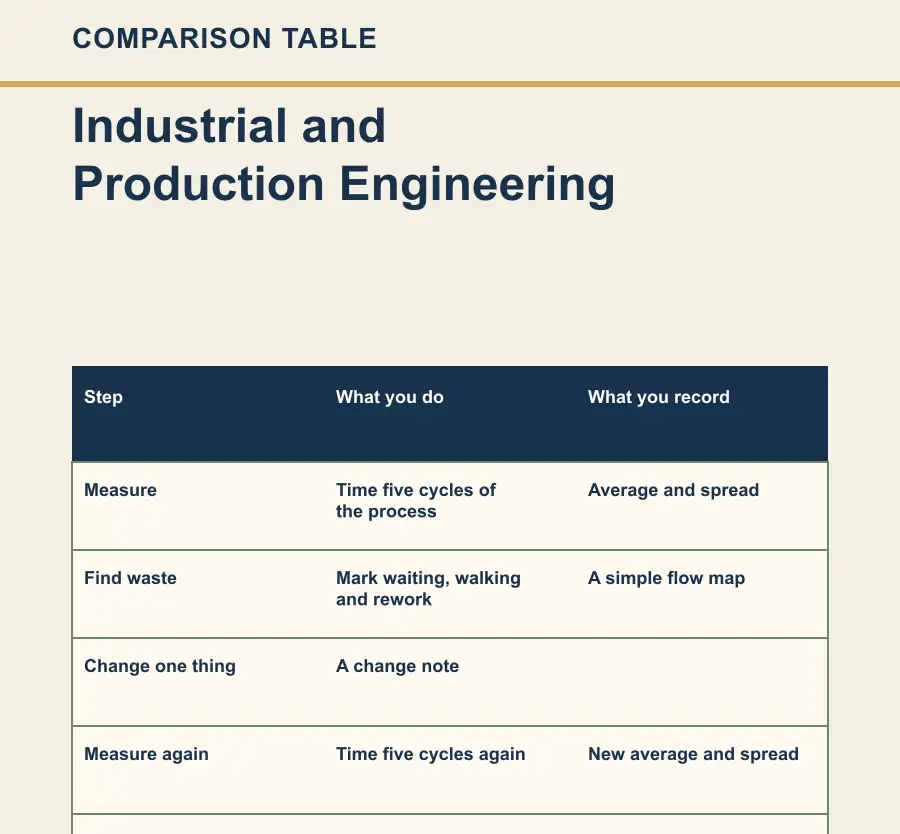 COMPARISON TABLE
Industrial and
Production Engineering
Step What you do What you record
Measure Time five cycles of Average and spread
the process
Find waste Mark waiting, walking A simple flow map
and rework
Change one thing A change note
Measure again Time five cycles again New average and spread